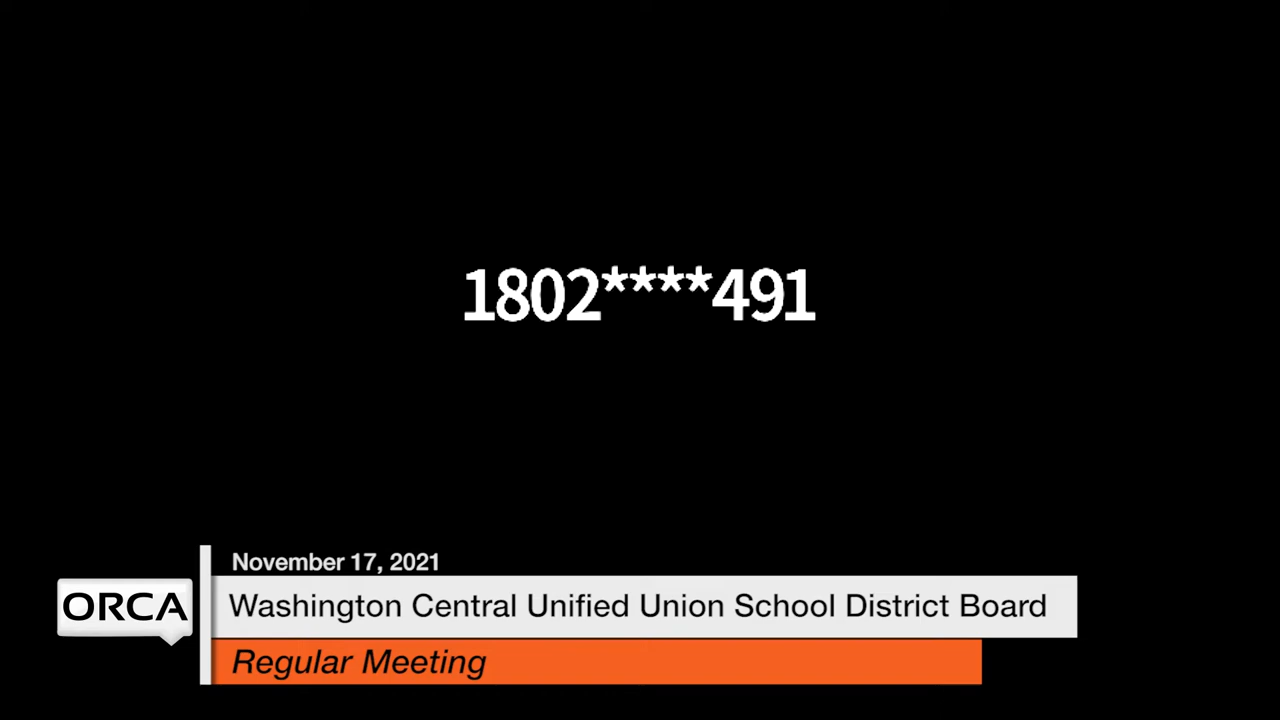 1802****491
November 17, 2021
ORCA
Washington Central Unified Union School District Board
Regular Meeting